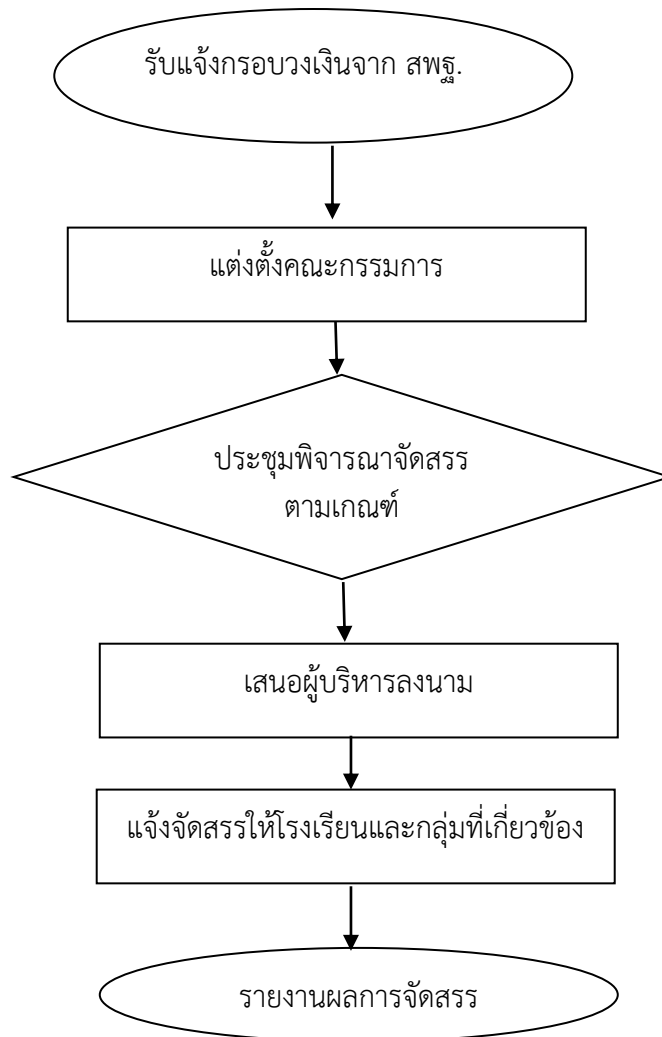 รับแจ้งกรอบวงเงินจาก สพฐ.
แต่งตั้งคณะกรรมการ
ประชุมพิจารณาจัดสรร
ตามเกณฑ์
เสนอผู้บริหารลงนาม
แจ้งจัดสรรให้โรงเรียนและกลุ่มที่เกี่ยวข้อง
รายงานผลการจัดสรร